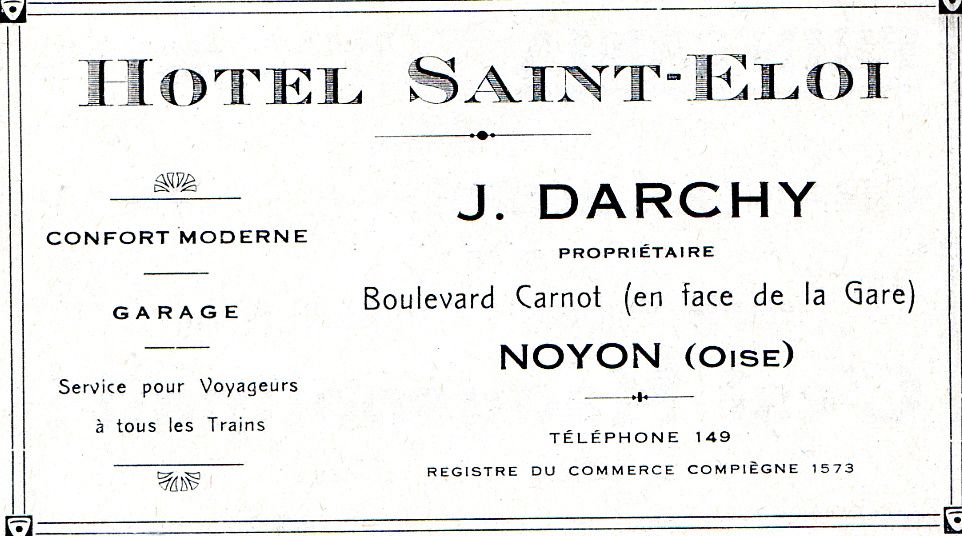 HOTEL SAINT-ELOI
CONFORT MODERNE
GARAGE
Service pour Voyageurs
à tous les Trains
J. DARCHY
PROPRIÉTAIRE
Boulevard Carnot (en face de la Gare)
NOYON (OISE)
TÉLÉPHONE 149
REGISTRE DU COMMERCE COMPIÈGNE 1573